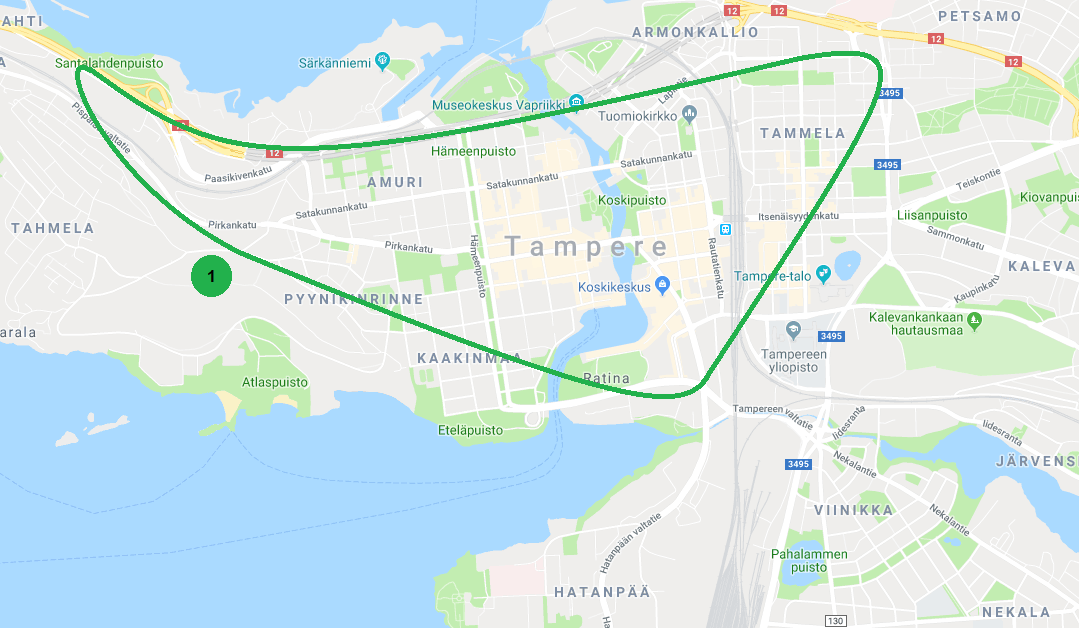 AHTI
12
12
PETSAMO
ARMONKALLIO
12
Santalahdenpuisto
Särkänniemi
12
Lapintie
3495
Museokeskus Vapriikki
Tuomiokirkko
12
TAMMELA
12
Hämeenpuisto
Satakunnankatu
3495
Paasikivenkatu
AMURI
Satakunnankatu
Teiskontie
Koskipuisto
Satakunnankatu
Itsenäisyydenkatu
Liisanpuisto
TAHMELA
Pirkankatu
Pirkankatu
Tampere
Hämeenpuisto
Rautatienkatu
Sammonkatu
KALEVA
1
Tampere-talo
Koskikeskus
Kaupinkatu
PYYNIKINRINNE
Kalevankankaan
hautausmaa
arala
3495
KAAKINMAA
Tampereen
yliopisto
Atlaspuisto
Ratina
Tampereen valtatie
Iidesranta
Iidesranta
Eteläpuisto
3495
Nekalantie
JÄRVENS
VIINIKKA
Nekalantie
Hatanpään valtatie
Pahalammen
puisto
HATANPÄÄ
NEKALA
130